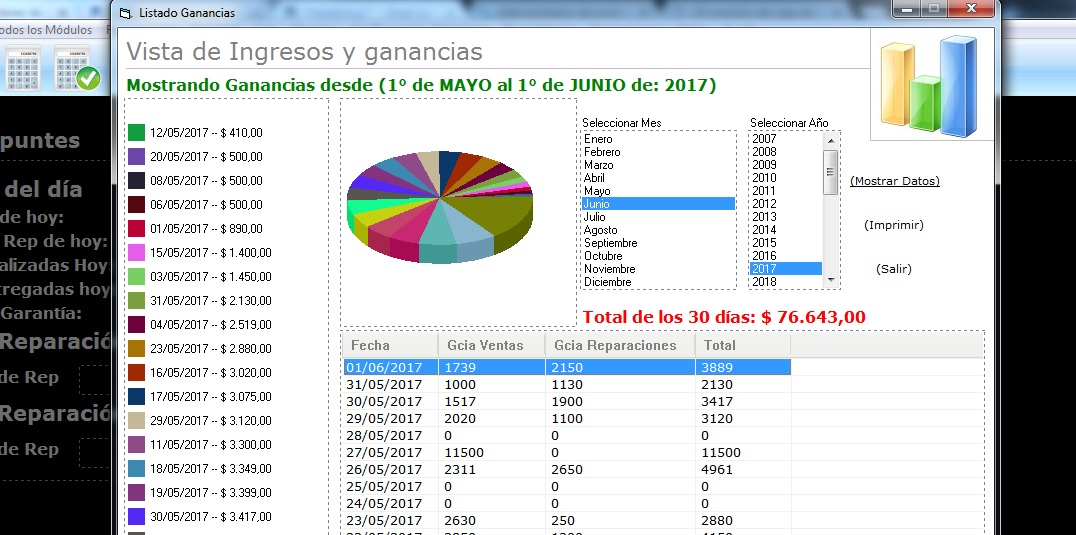 Listado Ganancias
odos los Módulos
Vista de Ingresos y ganancias
Mostrando Ganancias desde (1º de MAYO al 1º de JUNIO de: 2017)
12/05/2017 -- $ 410,00
20/05/2017 -- $ 500,00
08/05/2017 -- $ 500,00
06/05/2017 -- $ 500,00
01/05/2017 -- $ 890,00
15/05/2017 -- $ 1.400,00
03/05/2017 -- $ 1.450,00
31/05/2017 -- $ 2.130,00
04/05/2017 -- $ 2.519,00
23/05/2017 -- $ 2.880,00
16/05/2017 -- $ 3.020,00
17/05/2017 -- $ 3.075,00
29/05/2017 -- $ 3.120,00
11/05/2017 -- $ 3.300,00
18/05/2017 -- $ 3.349,00
19/05/2017 -- $ 3.399,00
30/05/2017 -- $ 3.417,00
Seleccionar Mes
Enero
Febrero
Marzo
Abril
Mayo
Junio
Julio
Agosto
Septiembre
Octubre
Noviembre
Diciembre
Seleccionar Año
2007
2008
2009
2010
2011
2012
2013
2014
2015
2016
2017
2018
(Mostrar Datos)
(Imprimir)
(Salir)
Total de los 30 días: $ 76.643,00
Fecha Gcia Ventas Gcia Reparaciones Total
01/06/2017 1739 2150 3889
31/05/2017 1000 1130 2130
30/05/2017 1517 1900 3417
29/05/2017 2020 1100 3120
28/05/2017 0 0 0
27/05/2017 11500 0 11500
26/05/2017 2311 2650 4961
25/05/2017 0 0 0
24/05/2017 0 0 0
23/05/2017 2630 250 2880
puntes
del día
de hoy:
Rep de hoy:
alizadas Hoy:
tregadas hoy
Garantía:
Reparació
de Rep
Reparació
de Rep